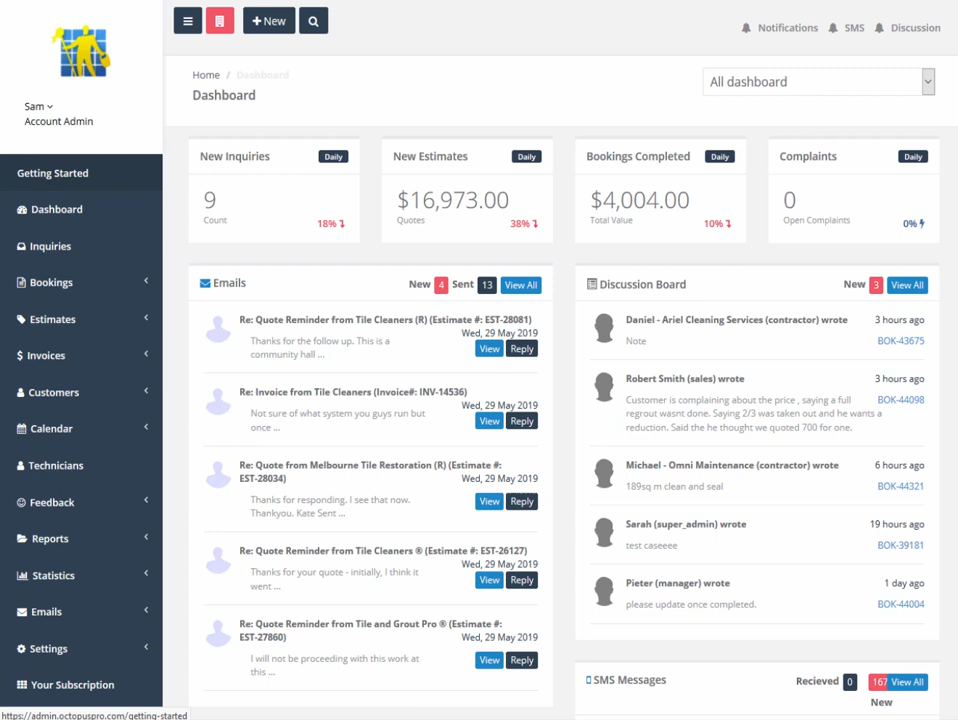 New
Notifications SMS Discussion
Sam
Account Admin
Home / Dashboard
Dashboard
All dashboard
Getting Started
Dashboard
Inquiries
Bookings
Estimates
Invoices
Customers
Calendar
Technicians
Feedback
Reports
Statistics
Emails
Settings
Your Subscription
New Inquiries Daily
9
Count 18%
New Estimates Daily
$16,973.00
Quotes 38%
Bookings Completed Daily
$4,004.00
Total Value 10%
Complaints Daily
0
Open Complaints 0%
Emails New 4 Sent 13 View All
Re: Quote Reminder from Tile Cleaners (R) (Estimate #: EST-28081)
Wed, 29 May 2019
Thanks for the follow up. This is a
community hall ...
View Reply
Re: Invoice from Tile Cleaners (Invoice#: INV-14536)
Wed, 29 May 2019
Not sure of what system you guys run but
once ...
View Reply
Re: Quote from Melbourne Tile Restoration (R) (Estimate #:
EST-28034) Wed, 29 May 2019
Thanks for responding. I see that now.
Thankyou. Kate Sent ...
View Reply
Re: Quote Reminder from Tile Cleaners ® (Estimate #: EST-26127)
Wed, 29 May 2019
Thanks for your quote - initially, I think it
went ...
View Reply
Re: Quote Reminder from Tile and Grout Pro ® (Estimate #:
EST-27860) Wed, 29 May 2019
I will not be proceeding with this work at
this ...
View Reply
Discussion Board New 3 View All
Daniel - Ariel Cleaning Services (contractor) wrote 3 hours ago
Note BOK-43675
Robert Smith (sales) wrote 3 hours ago
Customer is complaining about the price , saying a full BOK-44098
regrout wasnt done. Saying 2/3 was taken out and he wants a
reduction. Said the he thought we quoted 700 for one.
Michael - Omni Maintenance (contractor) wrote 6 hours ago
189sq m clean and seal BOK-44321
Sarah (super_admin) wrote 19 hours ago
test caseeee BOK-39181
Pieter (manager) wrote 1 day ago
please update once completed. BOK-44004
SMS Messages Recieved 0 167 View All
New
https://admin.octopuspro.com/getting-started